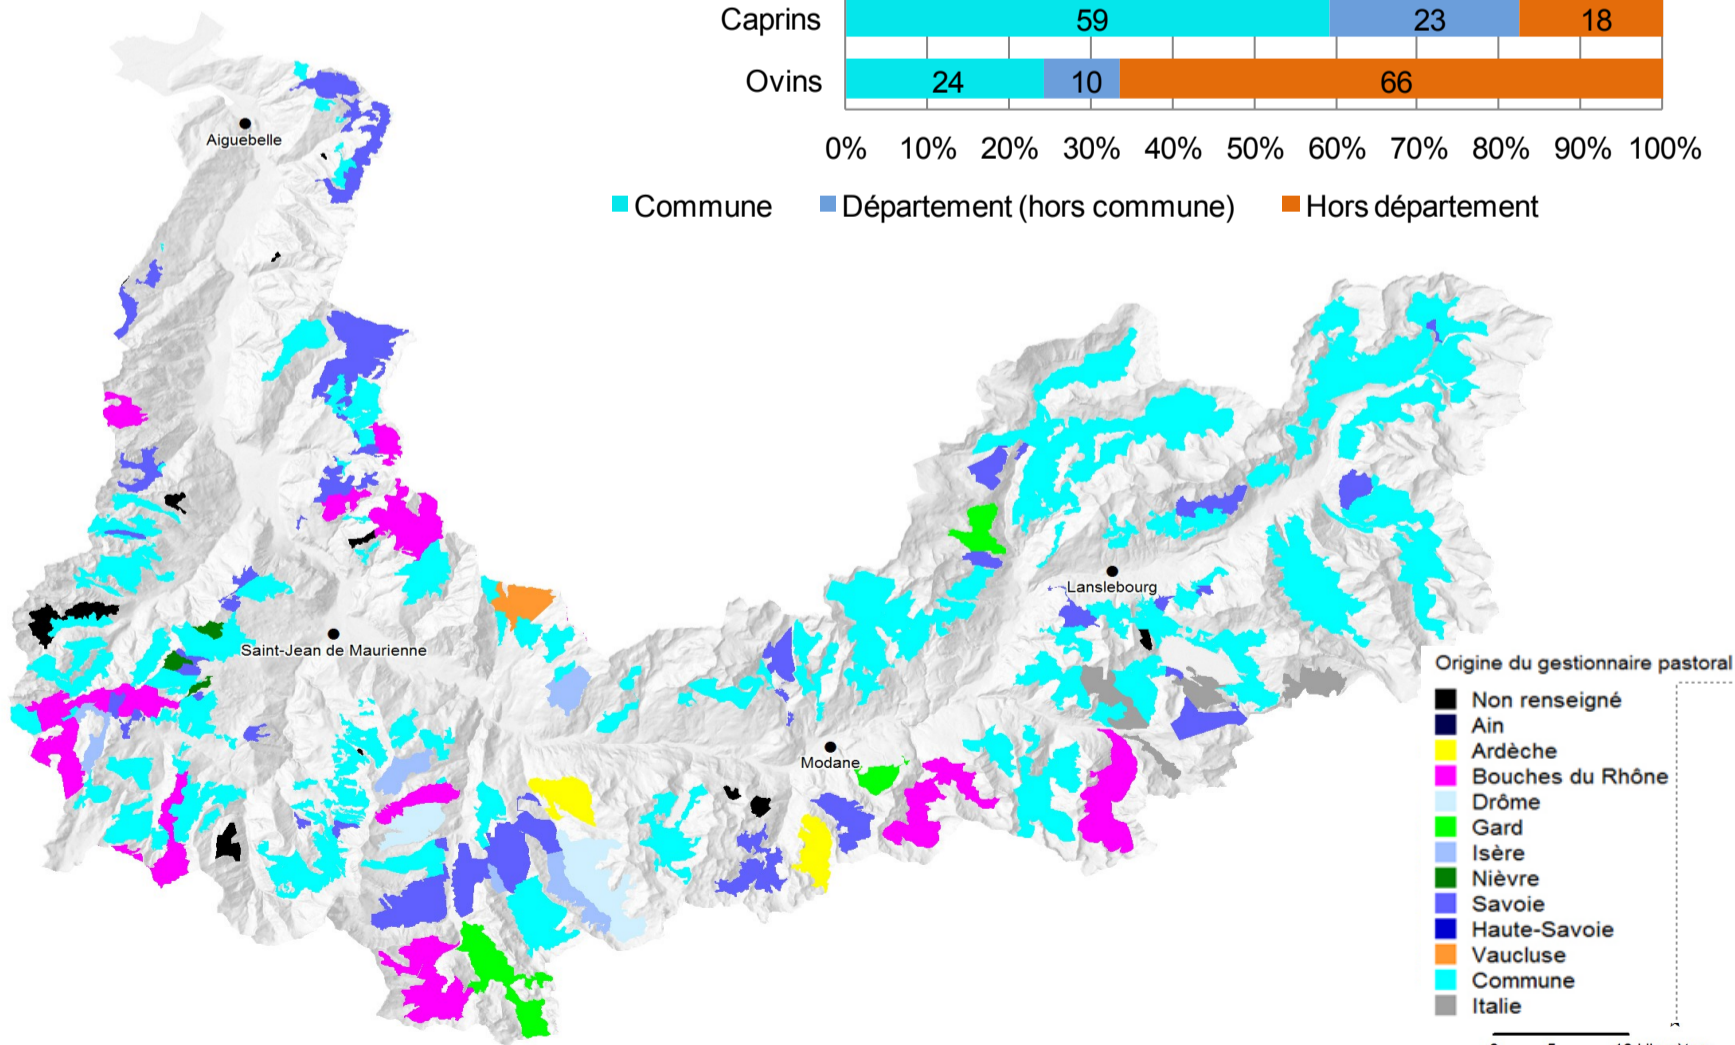 Caprins 59 23 18
Ovins 24 10 66
0% 10% 20% 30% 40% 50% 60% 70% 80% 90% 100%
Commune Département (hors commune) Hors département
Aiguebelle
Lanslebourg
Saint-Jean de Maurienne
Modane
Origine du gestionnaire pastoral
Non renseigné
Ain
Ardèche
Bouches du Rhône
Drôme
Gard
Isère
Nièvre
Savoie
Haute-Savoie
Vaucluse
Commune
Italie